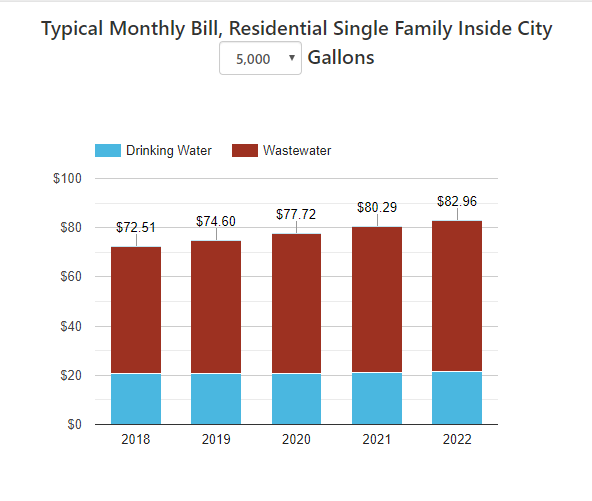 Typical Monthly Bill, Residential Single Family Inside City
5,000 Gallons
Drinking Water Wastewater
$100
$80
$60
$40
$20
$0
$72.51
$74.60
$77.72
$80.29
$82.96
2018 2019 2020 2021 2022